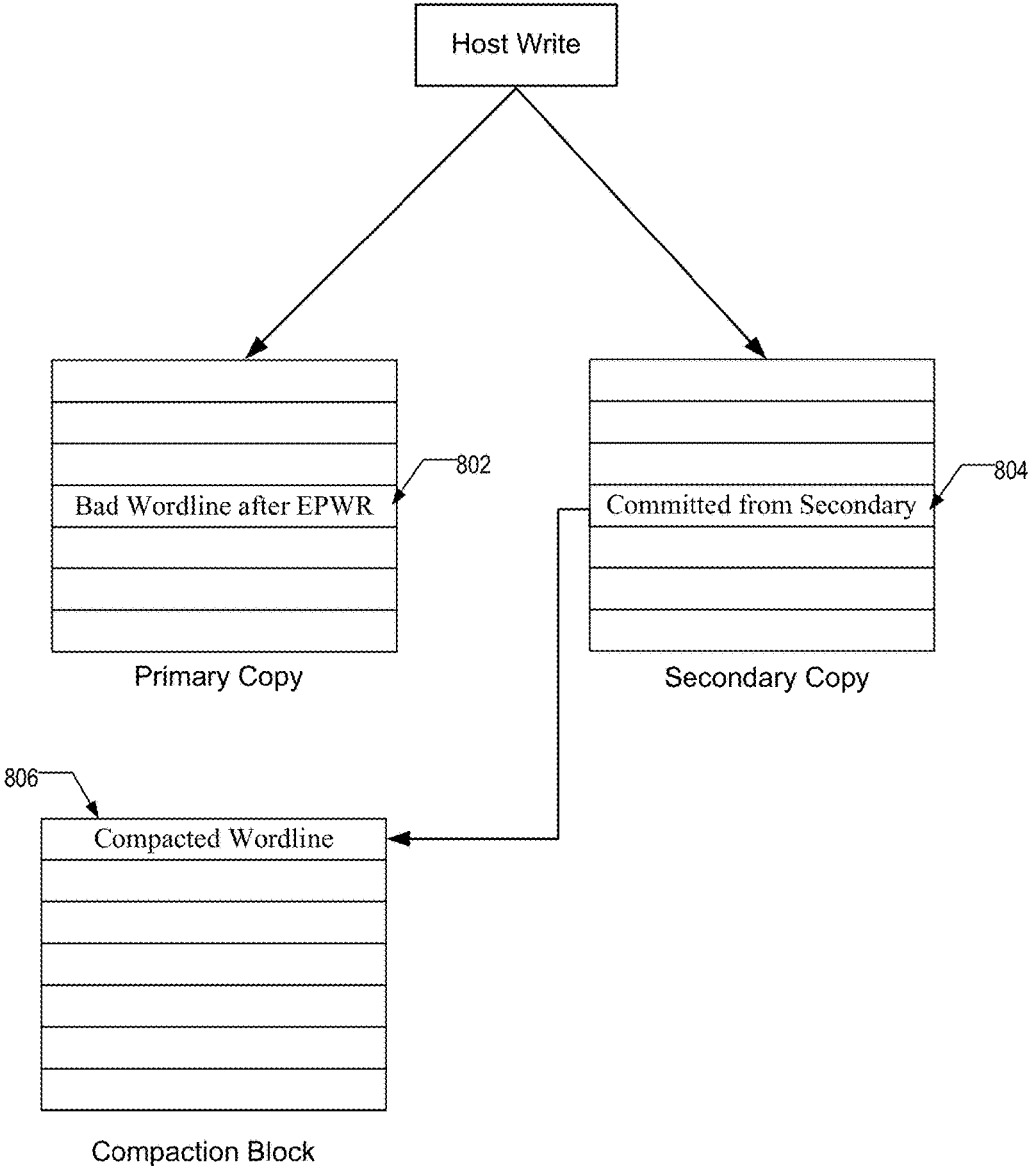 Host Write
802
804
Bad Wordline after EPWR
Committed from Secondary
Primary Copy
Secondary Copy
806
Compacted Wordline
Compaction Block